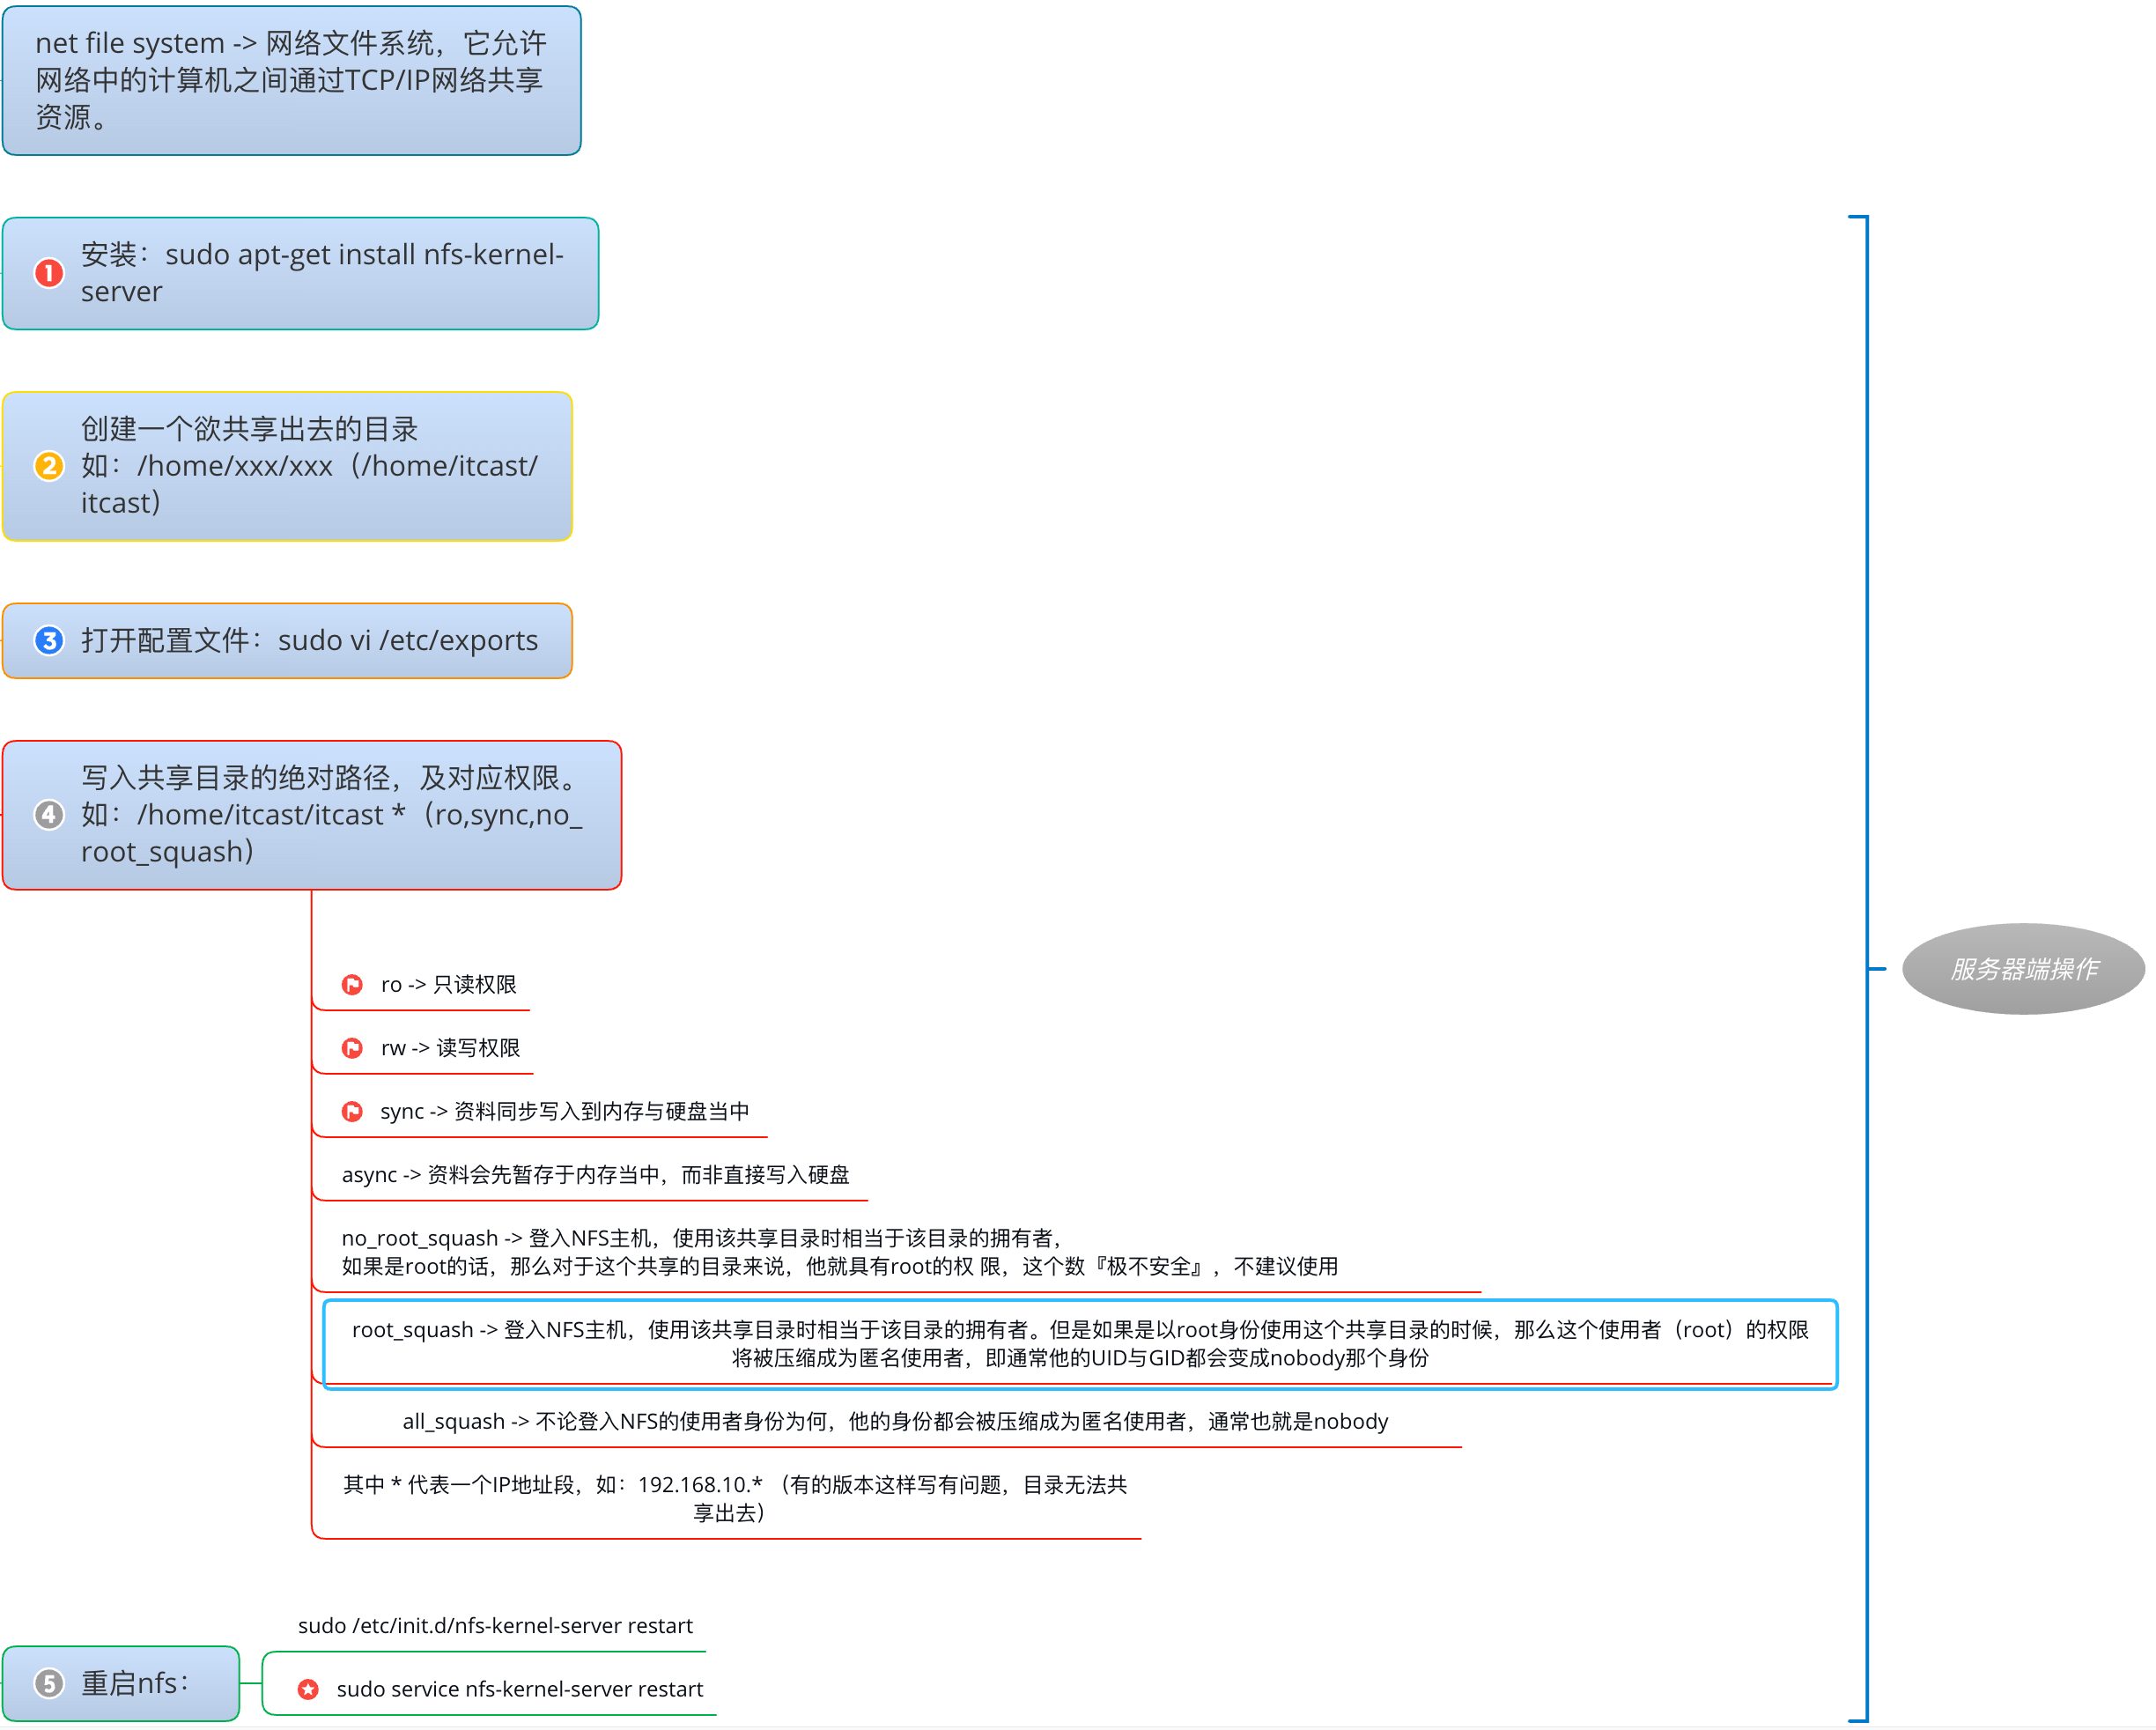 net file system -> 网络文件系统，它允许
网络中的计算机之间通过TCP/IP网络共享
资源。
1 安装：sudo apt-get install nfs-kernel-
server
2 创建一个欲共享出去的目录
如：/home/xxx/xxx（/home/itcast/
itcast）
3 打开配置文件：sudo vi /etc/exports
4 写入共享目录的绝对路径，及对应权限。
如：/home/itcast/itcast *（ro,sync,no_
root_squash）
ro -> 只读权限
rw -> 读写权限
sync -> 资料同步写入到内存与硬盘当中
async -> 资料会先暂存于内存当中，而非直接写入硬盘
no_root_squash -> 登入NFS主机，使用该共享目录时相当于该目录的拥有者，
如果是root的话，那么对于这个共享的目录来说，他就具有root的权 限，这个数『极不安全』，不建议使用
root_squash -> 登入NFS主机，使用该共享目录时相当于该目录的拥有者。但是如果是以root身份使用这个共享目录的时候，那么这个使用者（root）的权限
将被压缩成为匿名使用者，即通常他的UID与GID都会变成nobody那个身份
all_squash -> 不论登入NFS的使用者身份为何，他的身份都会被压缩成为匿名使用者，通常也就是nobody
其中 * 代表一个IP地址段，如：192.168.10.* （有的版本这样写有问题，目录无法共
享出去）
5 重启nfs：
sudo /etc/init.d/nfs-kernel-server restart
sudo service nfs-kernel-server restart
服务器端操作